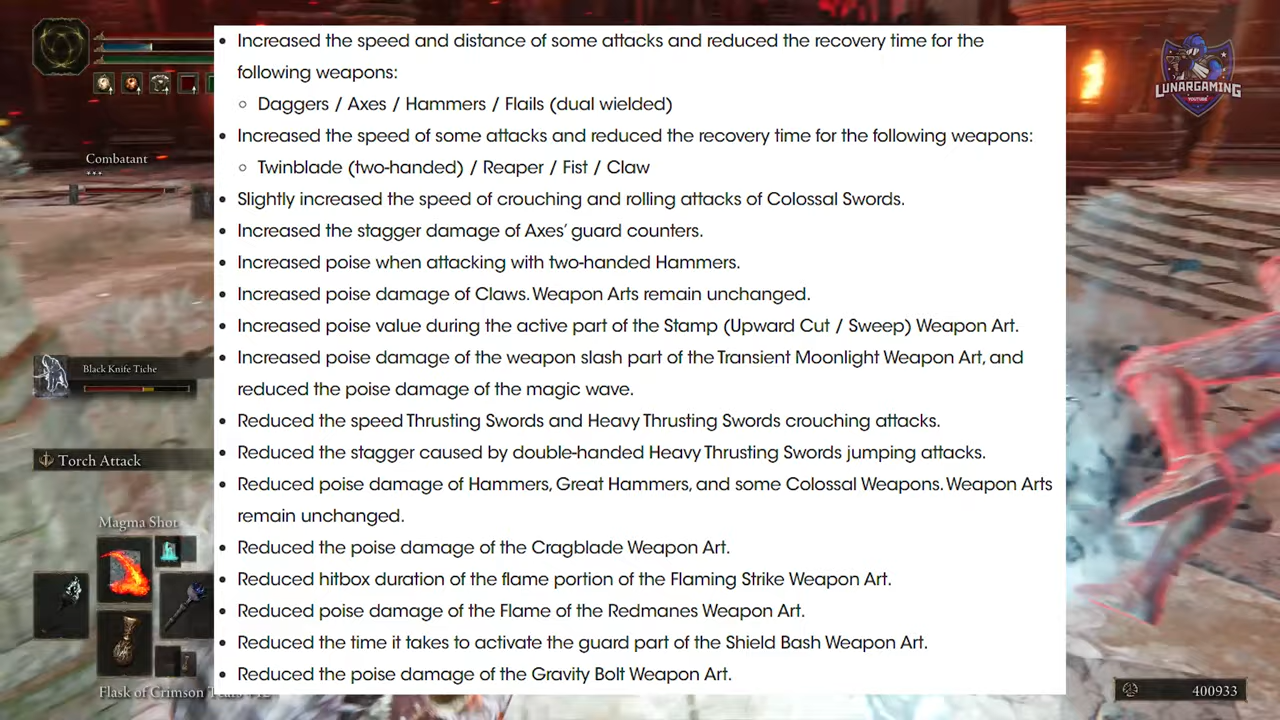 • Increased the speed and distance of some attacks and reduced the recovery time for the
following weapons:
○ Daggers / Axes / Hammers / Flails (dual wielded)
• Increased the speed of some attacks and reduced the recovery time for the following weapons:
○ Twinblade (two-handed) / Reaper / Fist / Claw
• Slightly increased the speed of crouching and rolling attacks of Colossal Swords.
• Increased the stagger damage of Axes’ guard counters.
• Increased poise when attacking with two-handed Hammers.
• Increased poise damage of Claws. Weapon Arts remain unchanged.
• Increased poise value during the active part of the Stamp (Upward Cut / Sweep) Weapon Art.
• Increased poise damage of the weapon slash part of the Transient Moonlight Weapon Art, and
reduced the poise damage of the magic wave.
• Reduced the speed Thrusting Swords and Heavy Thrusting Swords crouching attacks.
• Reduced the stagger caused by double-handed Heavy Thrusting Swords jumping attacks.
• Reduced poise damage of Hammers, Great Hammers, and some Colossal Weapons. Weapon Arts
remain unchanged.
• Reduced the poise damage of the Cragblade Weapon Art.
• Reduced hitbox duration of the flame portion of the Flaming Strike Weapon Art.
• Reduced poise damage of the Flame of the Redmanes Weapon Art.
• Reduced the time it takes to activate the guard part of the Shield Bash Weapon Art.
• Reduced the poise damage of the Gravity Bolt Weapon Art.
Combatant
Black Knife Tiche
Torch Attack
Magma Shot
Flask of Crimson
LUNARGAMING
YOUTUBE
400933